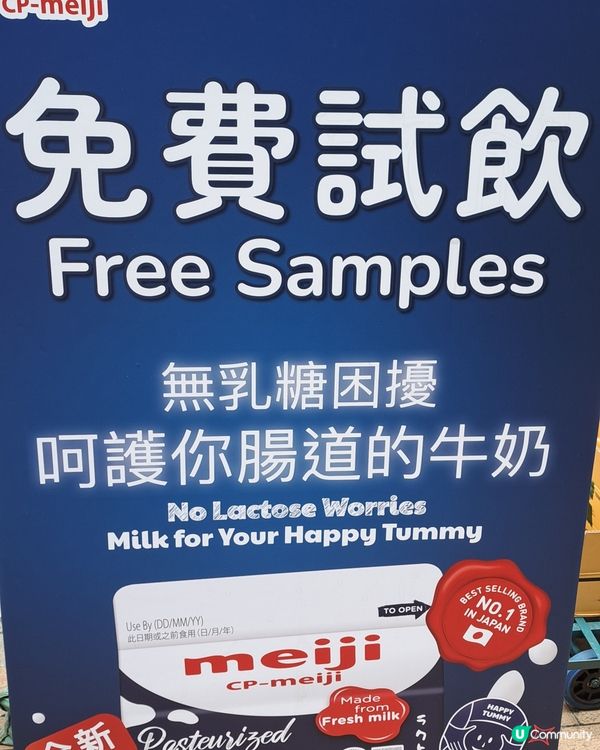 CP-meiji
免費試飲
Free Samples
無乳糖困擾
呵護你腸道的牛奶
No Lactose Worries
Milk for Your Happy Tummy
Use By (DD/MM/YY)
此日期或之前食用(日/月/年)
TO OPEN
BEST SELLING BRAND
NO.1
IN JAPAN
meiji
CP-meiji
Made
from
Fresh milk
全新
Pasteurized
HAPPY
TUMMY
U Community